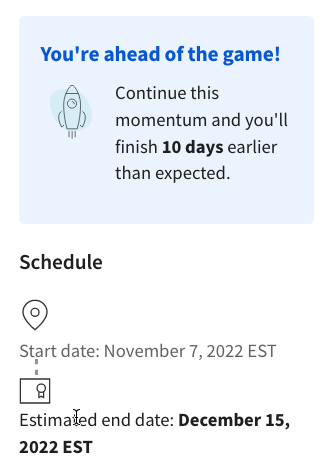 You're ahead of the game!
Continue this
momentum and you'll
finish 10 days earlier
than expected.
Schedule
Start date: November 7, 2022 EST
Estimated end date: December 15,
2022 EST